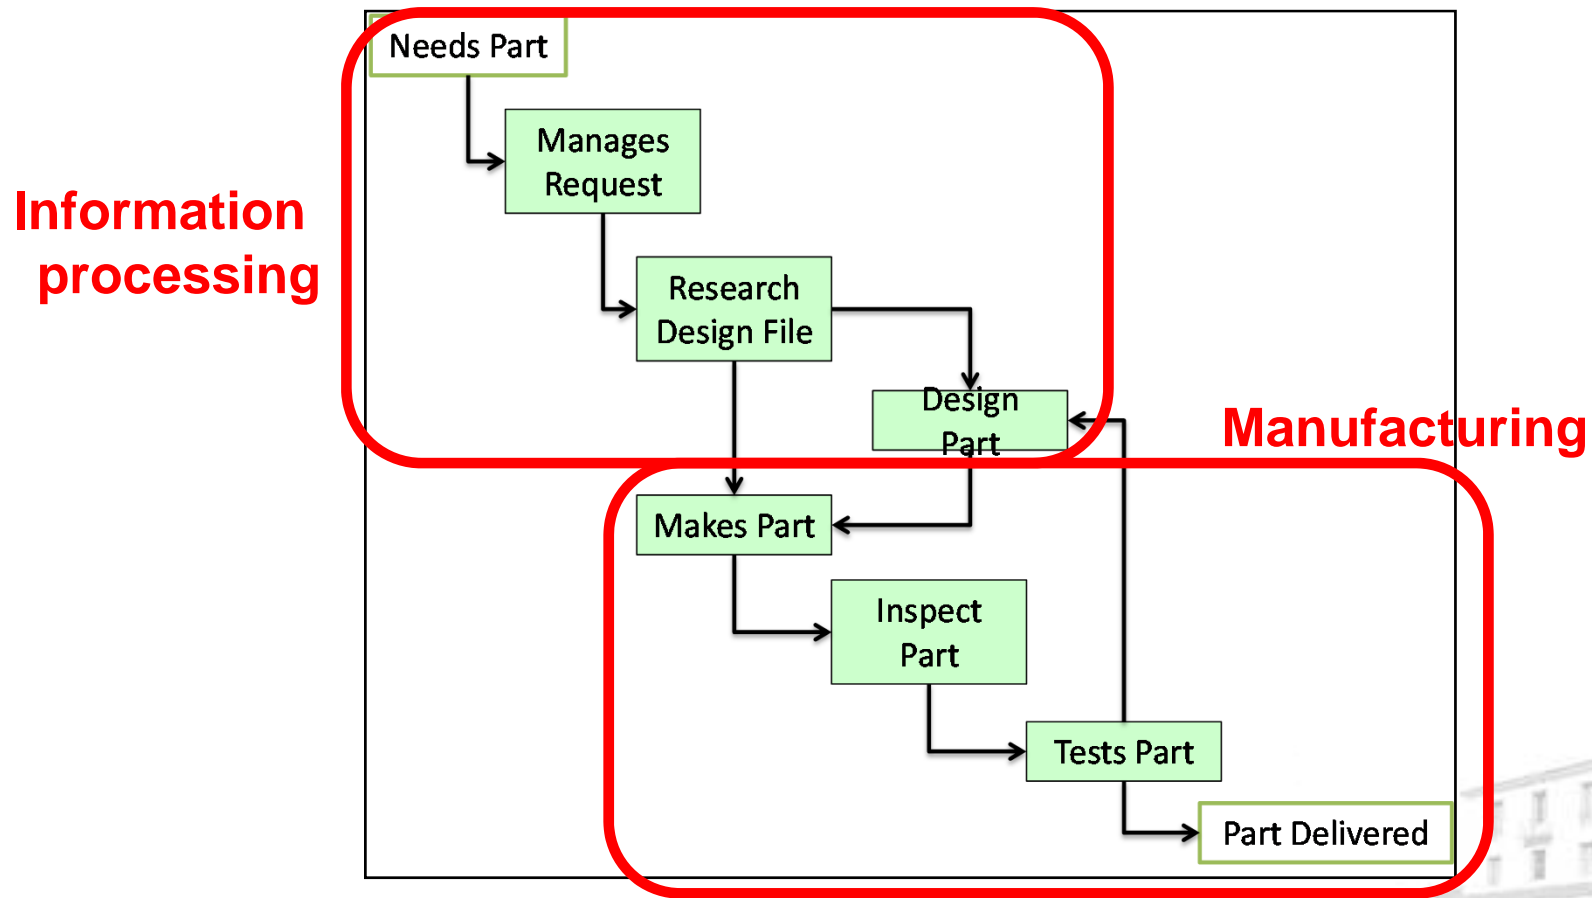 Needs Part
Manages
Request
Information
processing
Research
Design File
Design
Part
Manufacturing
Makes Part
Inspect
Part
Tests Part
Part Delivered